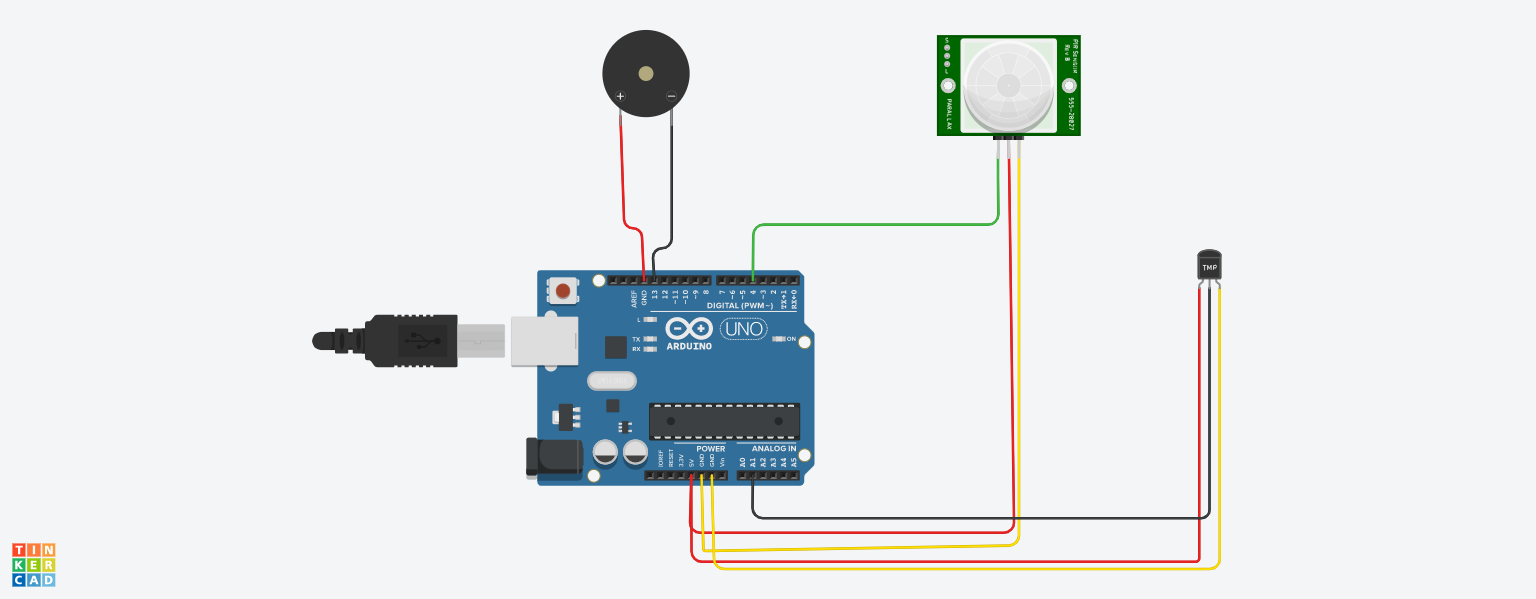 +
−
PIR Sensor
Rev B
555-28027
PARALLAX
TMP
AREF
GND
13
12
~11
~10
~9
8
7
~6
~5
4
~3
2
TX→1
RX←0
DIGITAL (PWM~)
L
TX
RX
ARDUINO
UNO
ON
POWER
ANALOG IN
IOREF
RESET
3.3V
5V
GND
GND
Vin
A0
A1
A2
A3
A4
A5
TIN
KER
CAD